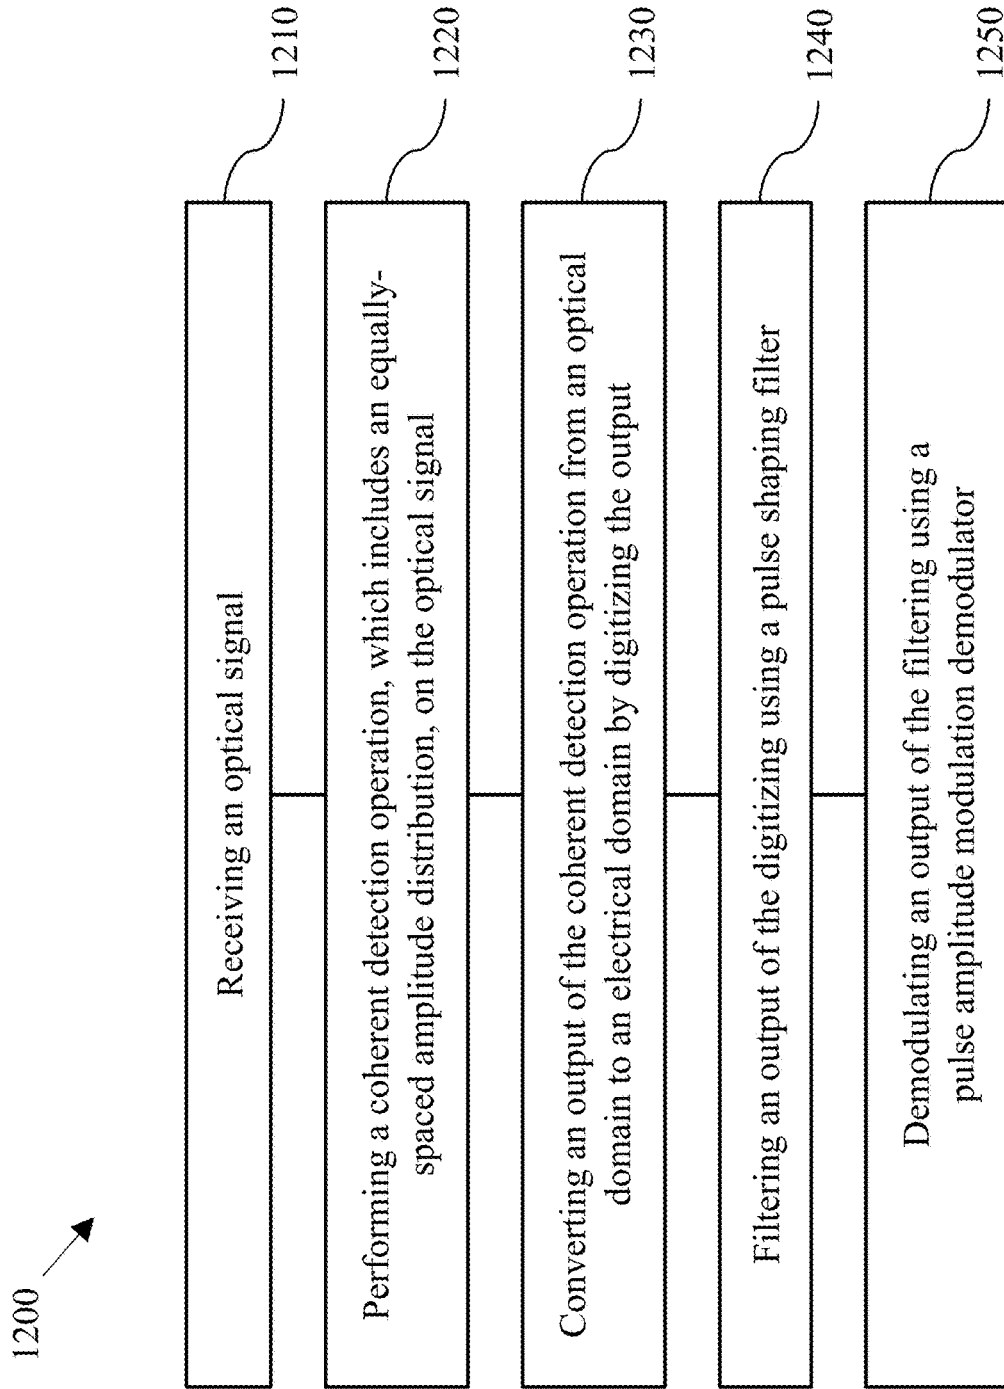 1200
Receiving an optical signal
1210
Performing a coherent detection operation, which includes an equally-
spaced amplitude distribution, on the optical signal
1220
Converting an output of the coherent detection operation from an optical
domain to an electrical domain by digitizing the output
1230
Filtering an output of the digitizing using a pulse shaping filter
1240
Demodulating an output of the filtering using a
pulse amplitude modulation demodulator
1250